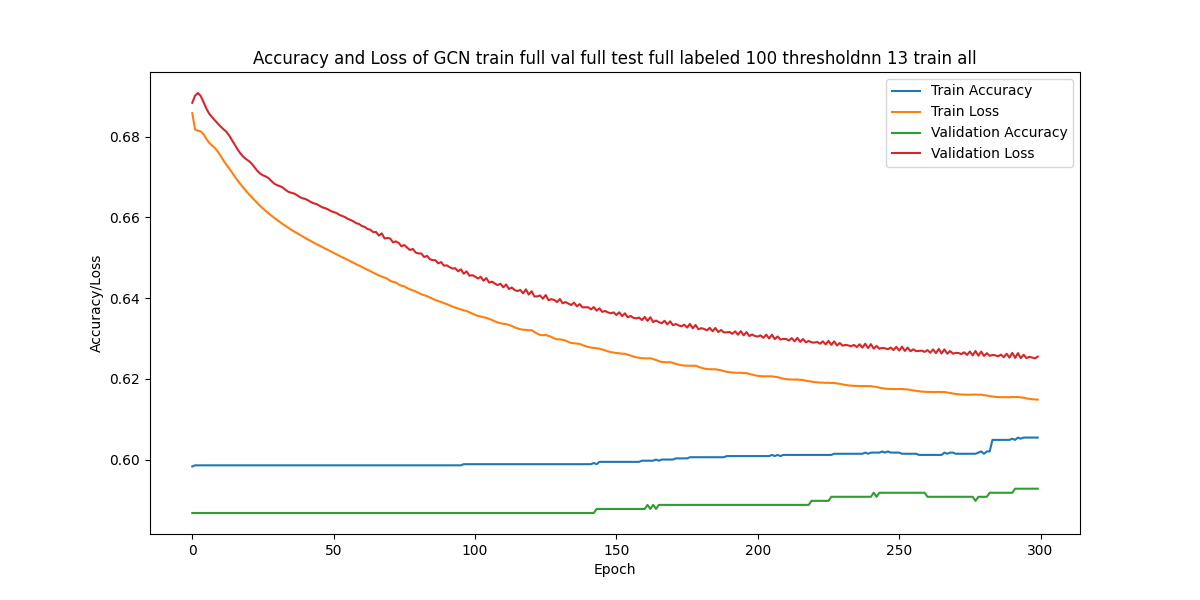 Accuracy and Loss of GCN train full val full test full labeled 100 thresholdnn 13 train all
Train Accuracy
Train Loss
Validation Accuracy
Validation Loss
Accuracy/Loss
0.68
0.66
0.64
0.62
0.60
0 50 100 150 200 250 300
Epoch